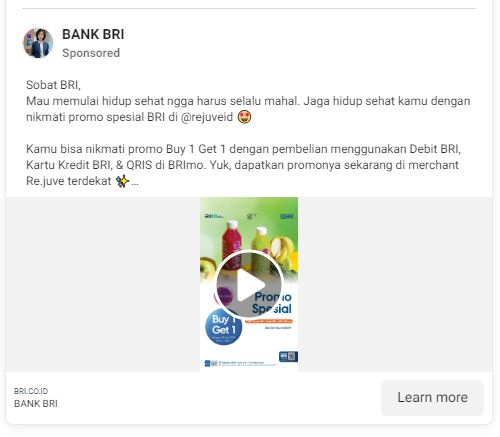 BANK BRI
Sponsored
Sobat BRI,
Mau memulai hidup sehat ngga harus selalu mahal. Jaga hidup sehat kamu dengan
nikmati promo spesial BRI di @rejuveid 🤩
Kamu bisa nikmati promo Buy 1 Get 1 dengan pembelian menggunakan Debit BRI,
Kartu Kredit BRI, & QRIS di BRImo. Yuk, dapatkan promonya sekarang di merchant
Re.juve terdekat ✨...
Promo
Spesial
Buy 1
Get 1
BRI.CO.ID
BANK BRI
Learn more